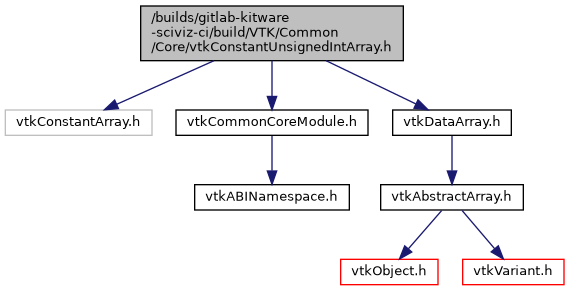 /builds/gitlab-kitware
-sciviz-ci/build/VTK/Common
/Core/vtkConstantUnsignedIntArray.h
vtkConstantArray.h
vtkCommonCoreModule.h
vtkDataArray.h
vtkABINamespace.h
vtkAbstractArray.h
vtkObject.h
vtkVariant.h